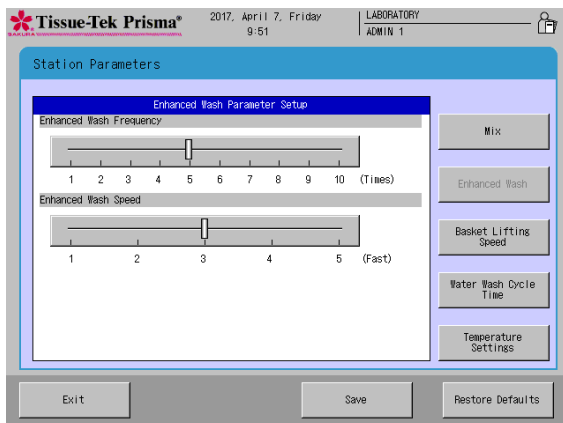 Tissue-Tek Prisma®
SAKURA
2017, April 7, Friday
9:51
LABORATORY
ADMIN 1
Station Parameters
Enhanced Wash Parameter Setup
Enhanced Wash Frequency
1 2 3 4 5 6 7 8 9 10 (Times)
Enhanced Wash Speed
1 2 3 4 5 (Fast)
Mix
Enhanced Wash
Basket Lifting
Speed
Water Wash Cycle
Time
Temperature
Settings
Exit
Save
Restore Defaults